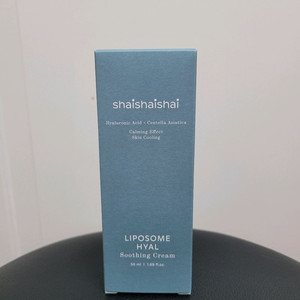 shaishaishai
Hyaluronic Acid + Centella Asiatica
Calming Effect
Skin Cooling
LIPOSOME
HYAL
Soothing Cream
50 ml | 1.69 fl.oz.